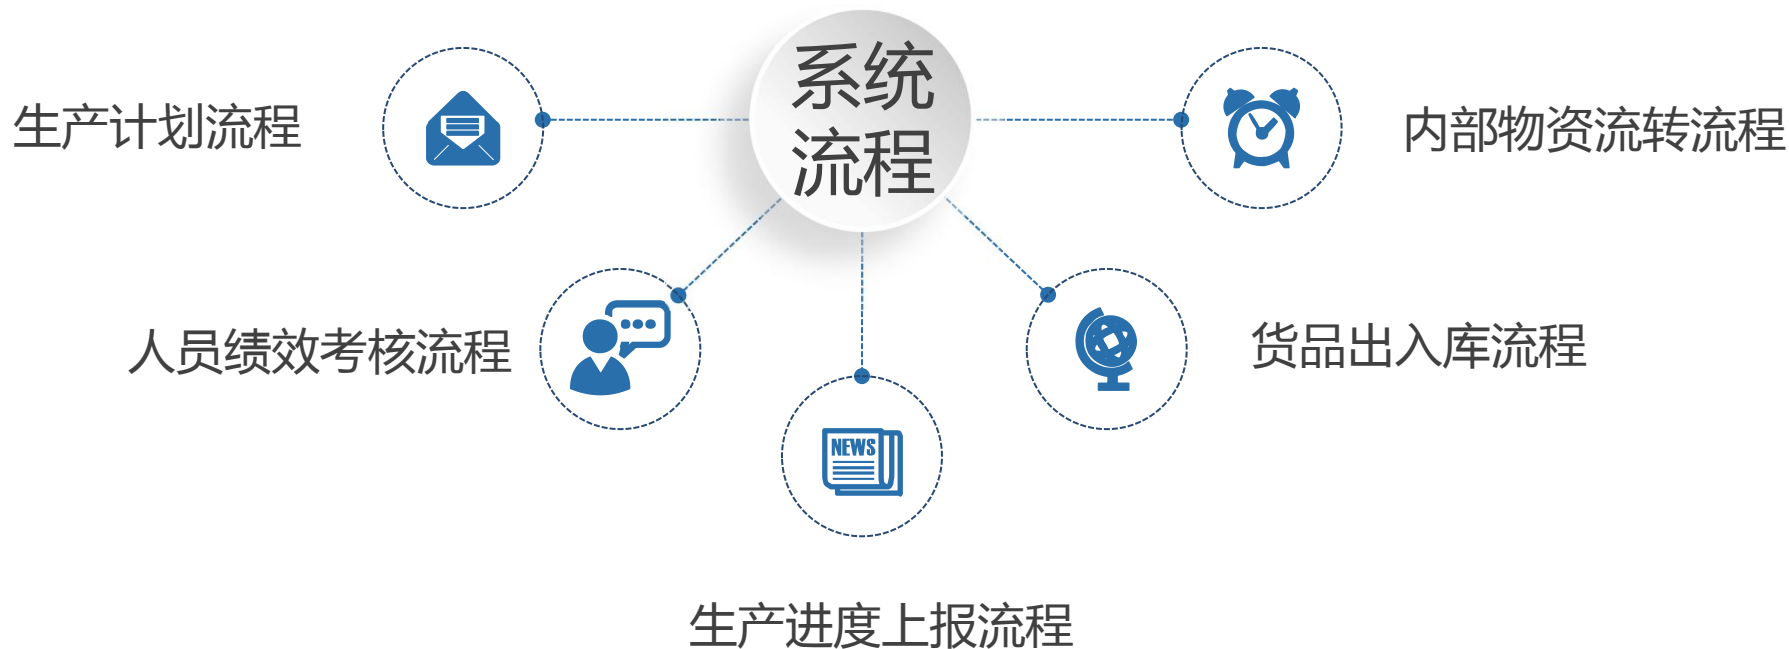 系统
流程
生产计划流程
内部物资流转流程
人员绩效考核流程
货品出入库流程
NEWS
生产进度上报流程